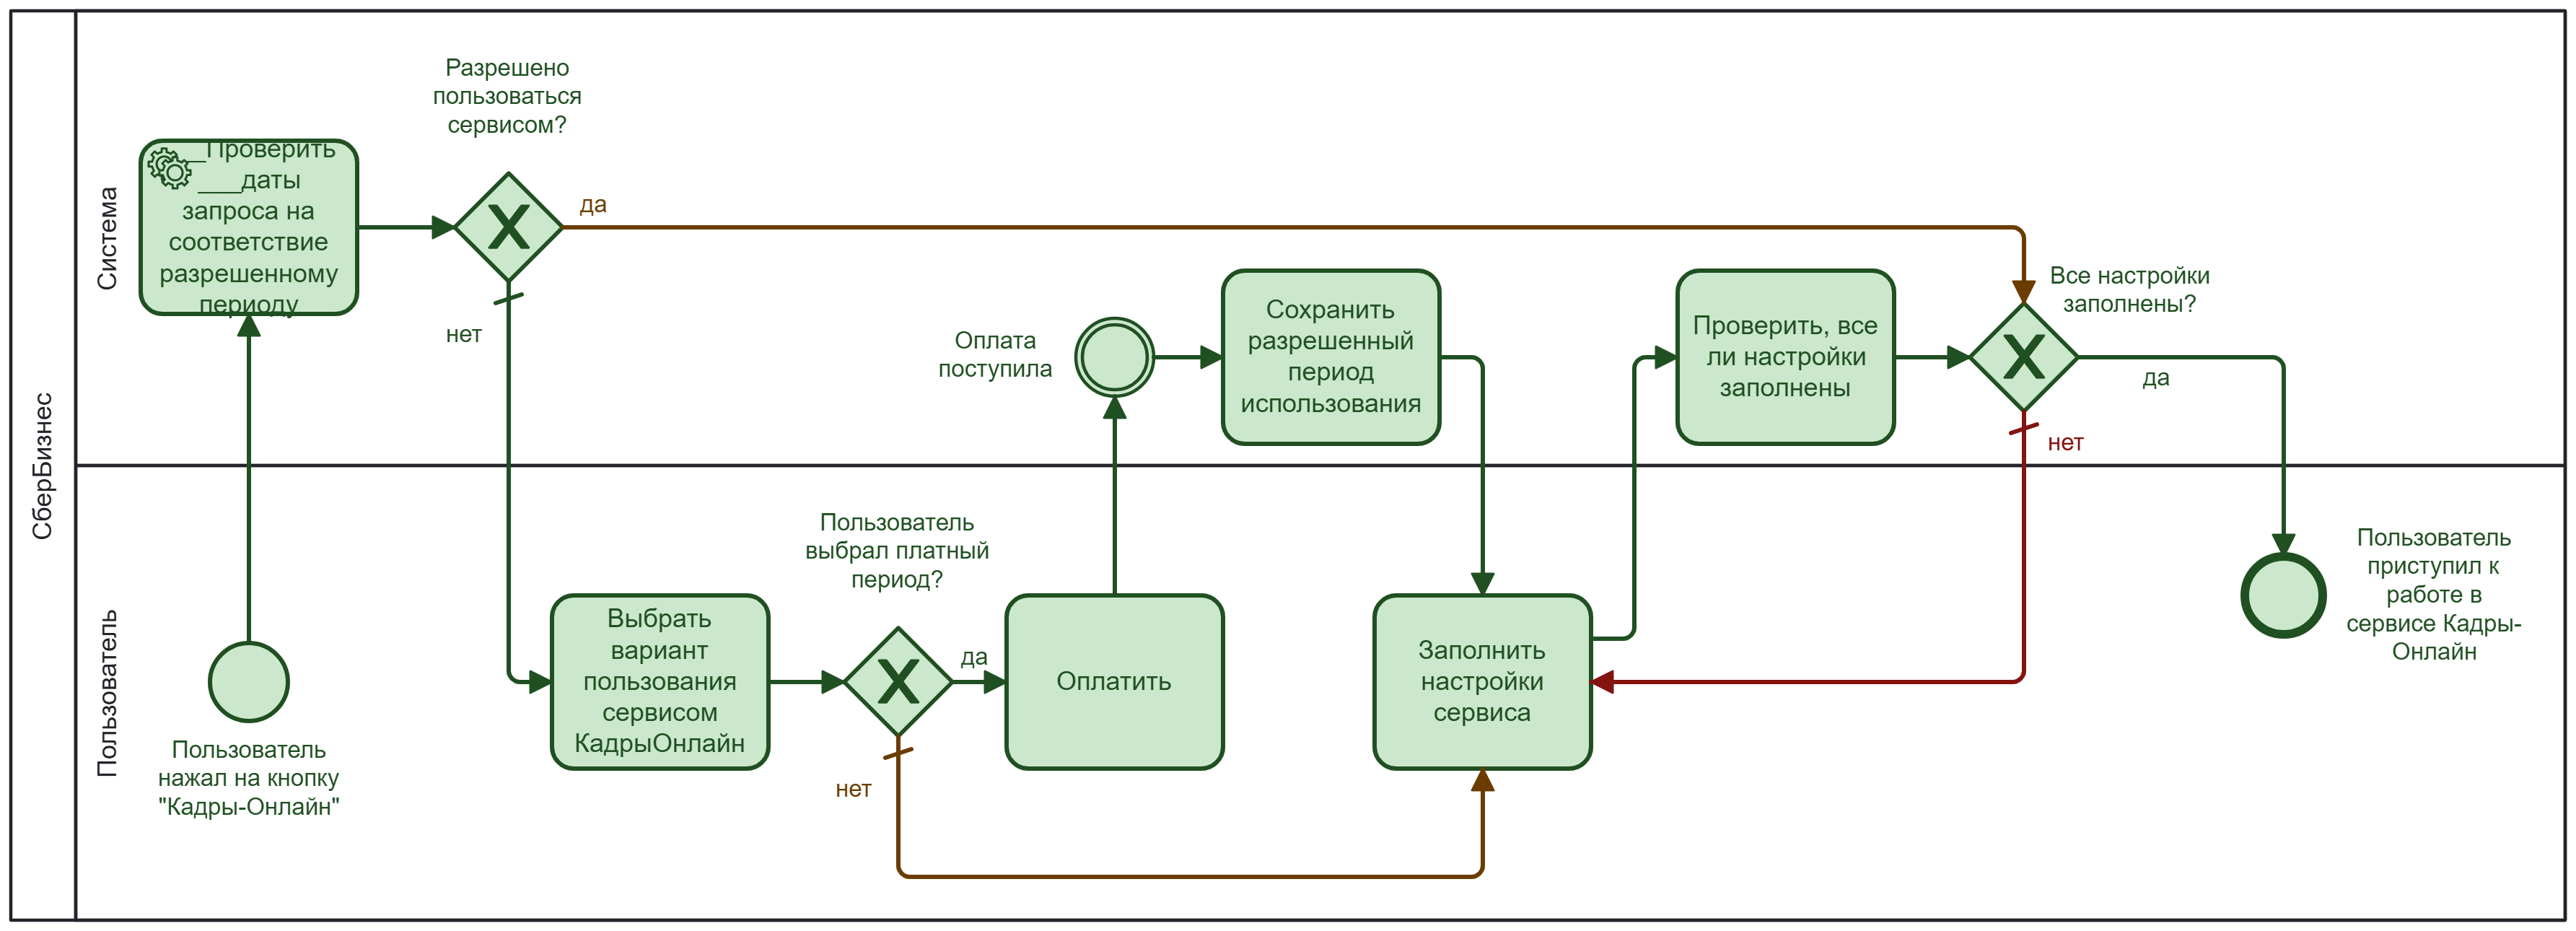 СберБизнес
Система
Пользователь
Разрешено
пользоваться
сервисом?
__Проверить
___даты
запроса на
соответствие
разрешенному
периоду
X
да
нет
Оплата
поступила
Сохранить
разрешенный
период
использования
Проверить, все
ли настройки
заполнены
Все настройки
заполнены?
X
да
нет
Пользователь
нажал на кнопку
"Кадры-Онлайн"
Выбрать
вариант
пользования
сервисом
КадрыОнлайн
Пользователь
выбрал платный
период?
X
да
нет
Оплатить
Заполнить
настройки
сервиса
Пользователь
приступил к
работе в
сервисе Кадры-
Онлайн